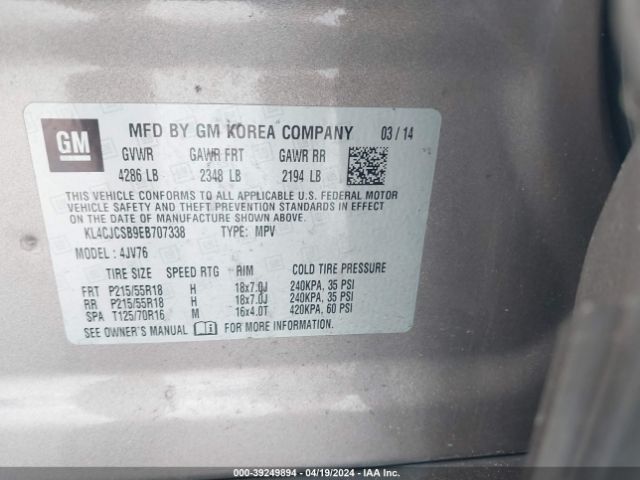 GM
MFD BY GM KOREA COMPANY 03/14
GVWR GAWR FRT GAWR RR
4286 LB 2348 LB 2194 LB
THIS VEHICLE CONFORMS TO ALL APPLICABLE U.S. FEDERAL MOTOR
VEHICLE SAFETY AND THEFT PREVENTION STANDARDS IN EFFECT
ON THE DATE OF MANUFACTURE SHOWN ABOVE.
KL4CJCSB9EB707338 TYPE: MPV
MODEL: 4JV76
TIRE SIZE SPEED RTG RIM COLD TIRE PRESSURE
FRT P215/55R18 H 18x7.0J 240KPA, 35 PSI
RR P215/55R18 H 18x7.0J 240KPA, 35 PSI
SPA T125/70R16 M 16x4.0T 420KPA, 60 PSI
SEE OWNER'S MANUAL FOR MORE INFORMATION.
000-39249894 - 04/19/2024 - IAA Inc.